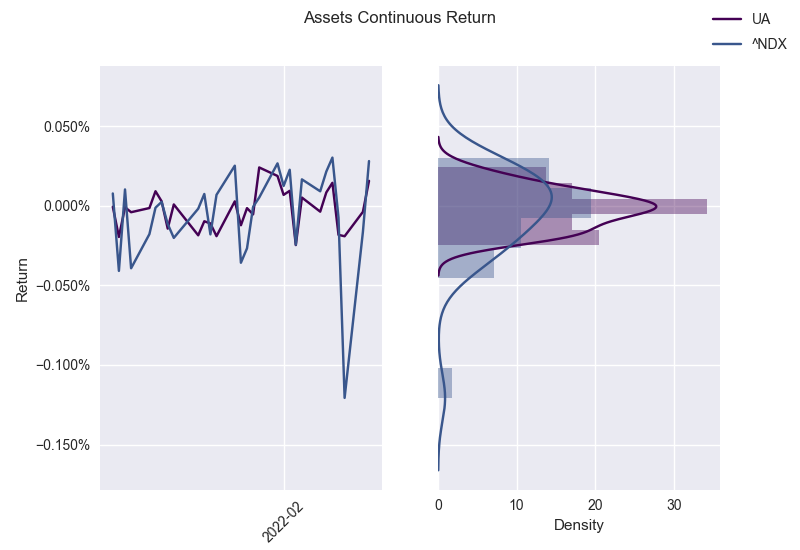 Assets Continuous Return
UA
^NDX
0.050%
0.000%
−0.050%
−0.100%
−0.150%
Return
2022-02
0
10
20
30
Density